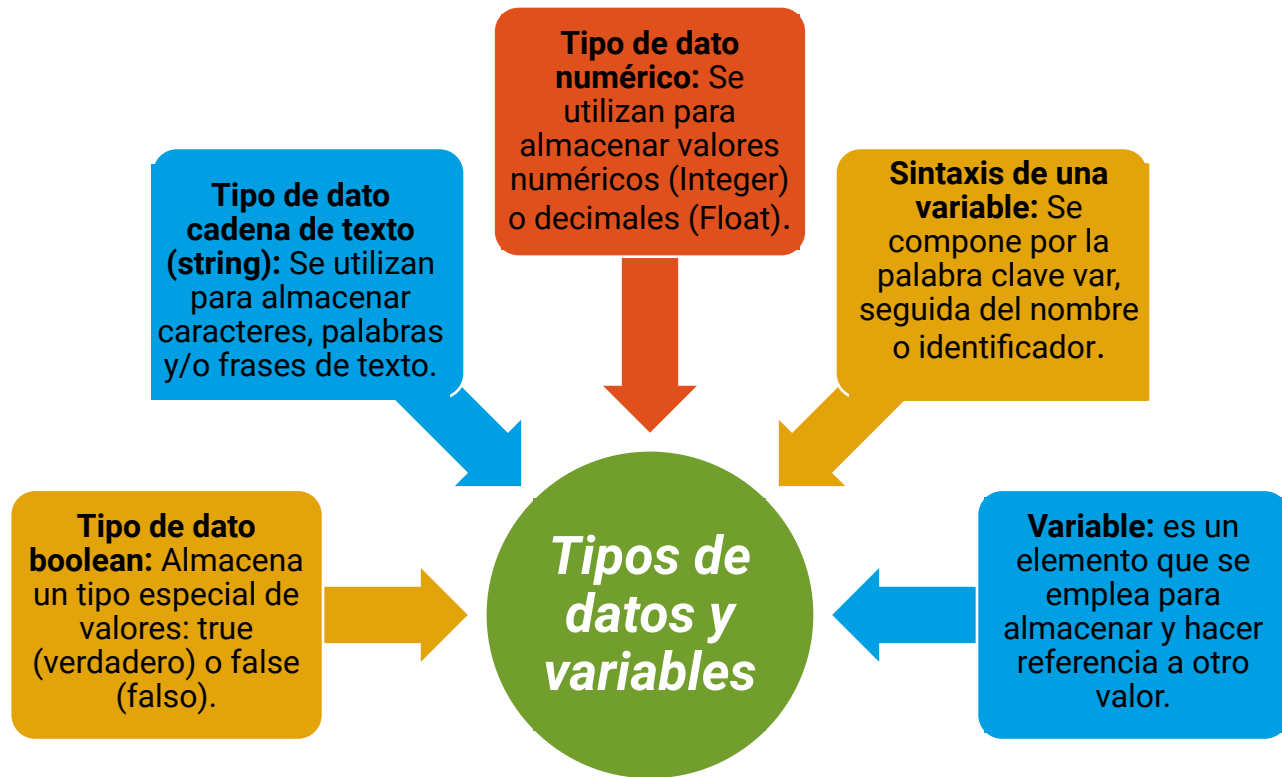 Tipo de dato
numérico: Se
utilizan para
almacenar valores
numéricos (Integer)
o decimales (Float).
Tipo de dato
cadena de texto
(string): Se utilizan
para almacenar
caracteres, palabras
y/o frases de texto.
Sintaxis de una
variable: Se
compone por la
palabra clave var,
seguida del nombre
o identificador.
Tipo de dato
boolean: Almacena
un tipo especial de
valores: true
(verdadero) o false
(falso).
Tipos de
datos y
variables
Variable: es un
elemento que se
emplea para
almacenar y hacer
referencia a otro
valor.